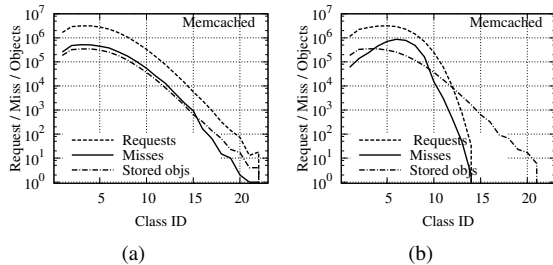 Request / Miss / Objects
10^7
10^6
10^5
10^4
10^3
10^2
10^1
10^0
Memcached
Requests
Misses
Stored objs
5 10 15 20
Class ID
(a)
Request / Miss / Objects
10^7
10^6
10^5
10^4
10^3
10^2
10^1
10^0
Memcached
Requests
Misses
Stored objs
5 10 15 20
Class ID
(b)